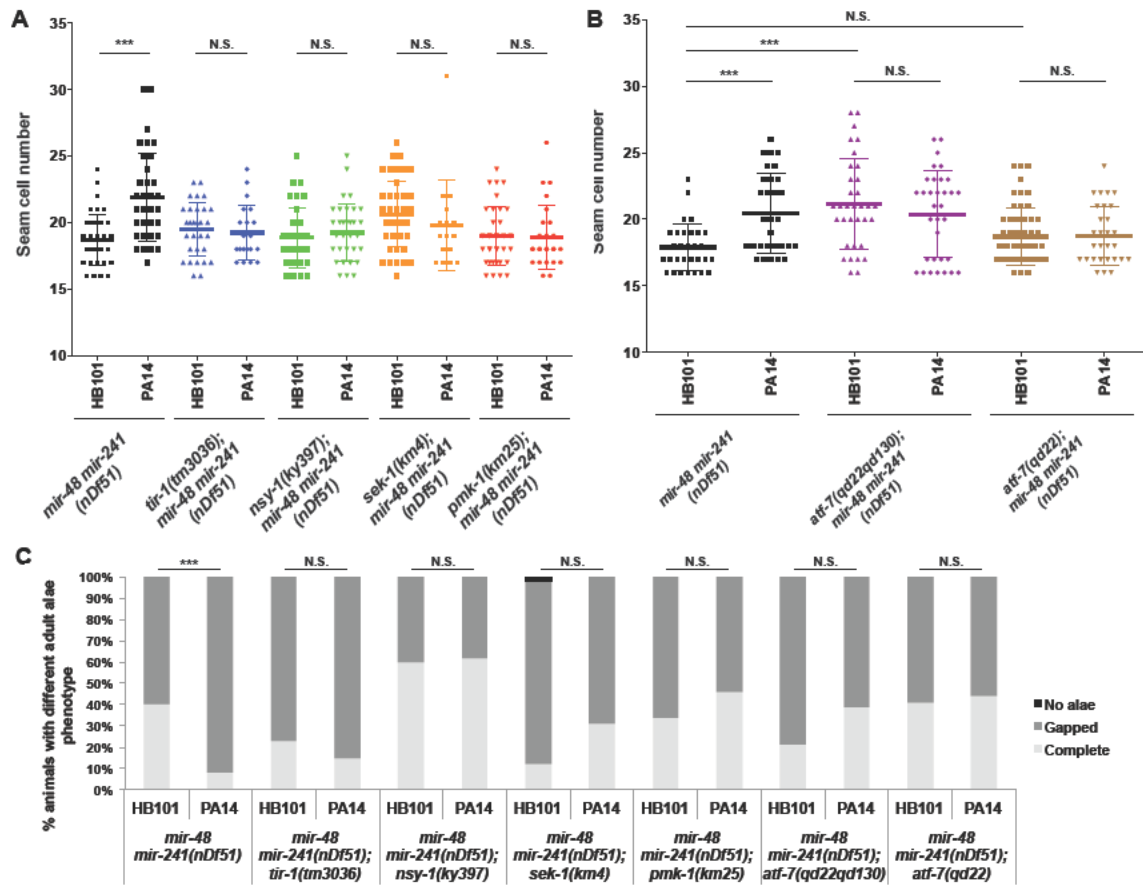 A
35
30
25
20
15
10
Seam cell number
***
N.S.
N.S.
N.S.
N.S.
HB101
PA14
HB101
PA14
HB101
PA14
HB101
PA14
HB101
PA14
mir-48 mir-241
(nDf51)
tir-1(tm3036);
mir-48 mir-241
(nDf51)
nsy-1(ky397);
mir-48 mir-241
(nDf51)
sek-1(km4);
mir-48 mir-241
(nDf51)
pmk-1(km25);
mir-48 mir-241
(nDf51)
B
35
30
25
20
15
10
Seam cell number
N.S.
***
***
N.S.
N.S.
HB101
PA14
HB101
PA14
HB101
PA14
mir-48 mir-241
(nDf51)
atf-7(qd22qd130);
mir-48 mir-241
(nDf51)
atf-7(qd22);
mir-48 mir-241
(nDf51)
C
% animals with different adult alae
phenotype
100%
90%
80%
70%
60%
50%
40%
30%
20%
10%
0%
***
N.S.
N.S.
N.S.
N.S.
N.S.
N.S.
No alae
Gapped
Complete
HB101 PA14 HB101 PA14 HB101 PA14 HB101 PA14 HB101 PA14 HB101 PA14 HB101 PA14
mir-48
mir-241(nDf51)
mir-48
mir-241(nDf51);
tir-1(tm3036)
mir-48
mir-241(nDf51);
nsy-1(ky397)
mir-48
mir-241(nDf51);
sek-1(km4)
mir-48
mir-241(nDf51);
pmk-1(km25)
mir-48
mir-241(nDf51);
atf-7(qd22qd130)
mir-48
mir-241(nDf51);
atf-7(qd22)